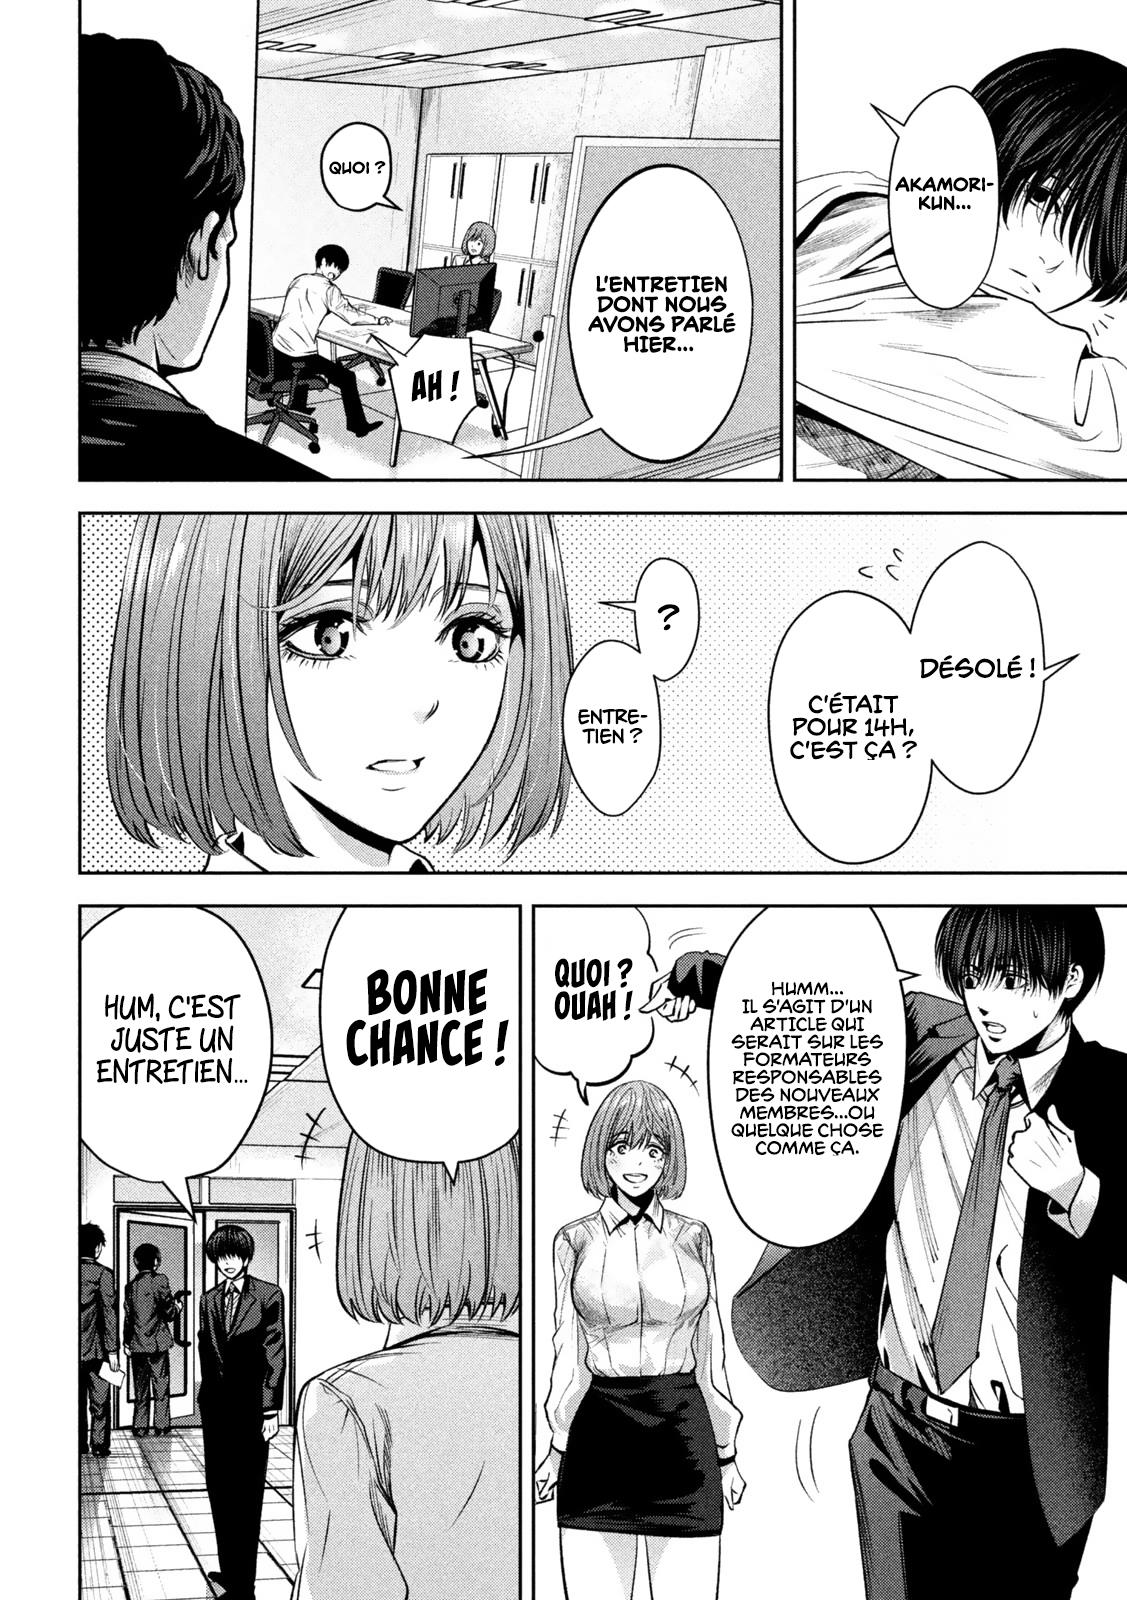 AKAMORI-
KUN...
QUOI ?
L'ENTRETIEN
DONT NOUS
AVONS PARLÉ
HIER...
AH !
DÉSOLÉ !
C'ÉTAIT
POUR 14H,
C'EST ÇA ?
?
ENTRE-
TIEN ?
HUMM...
IL S'AGIT D'UN
ARTICLE QUI
SERAIT SUR LES
FORMATEURS
RESPONSABLES
DES NOUVEAUX
MEMBRES...OU
QUELQUE CHOSE
COMME ÇA.
QUOI ?
OUAH !
BONNE
CHANCE !
HUM, C'EST
JUSTE UN
ENTRETIEN...